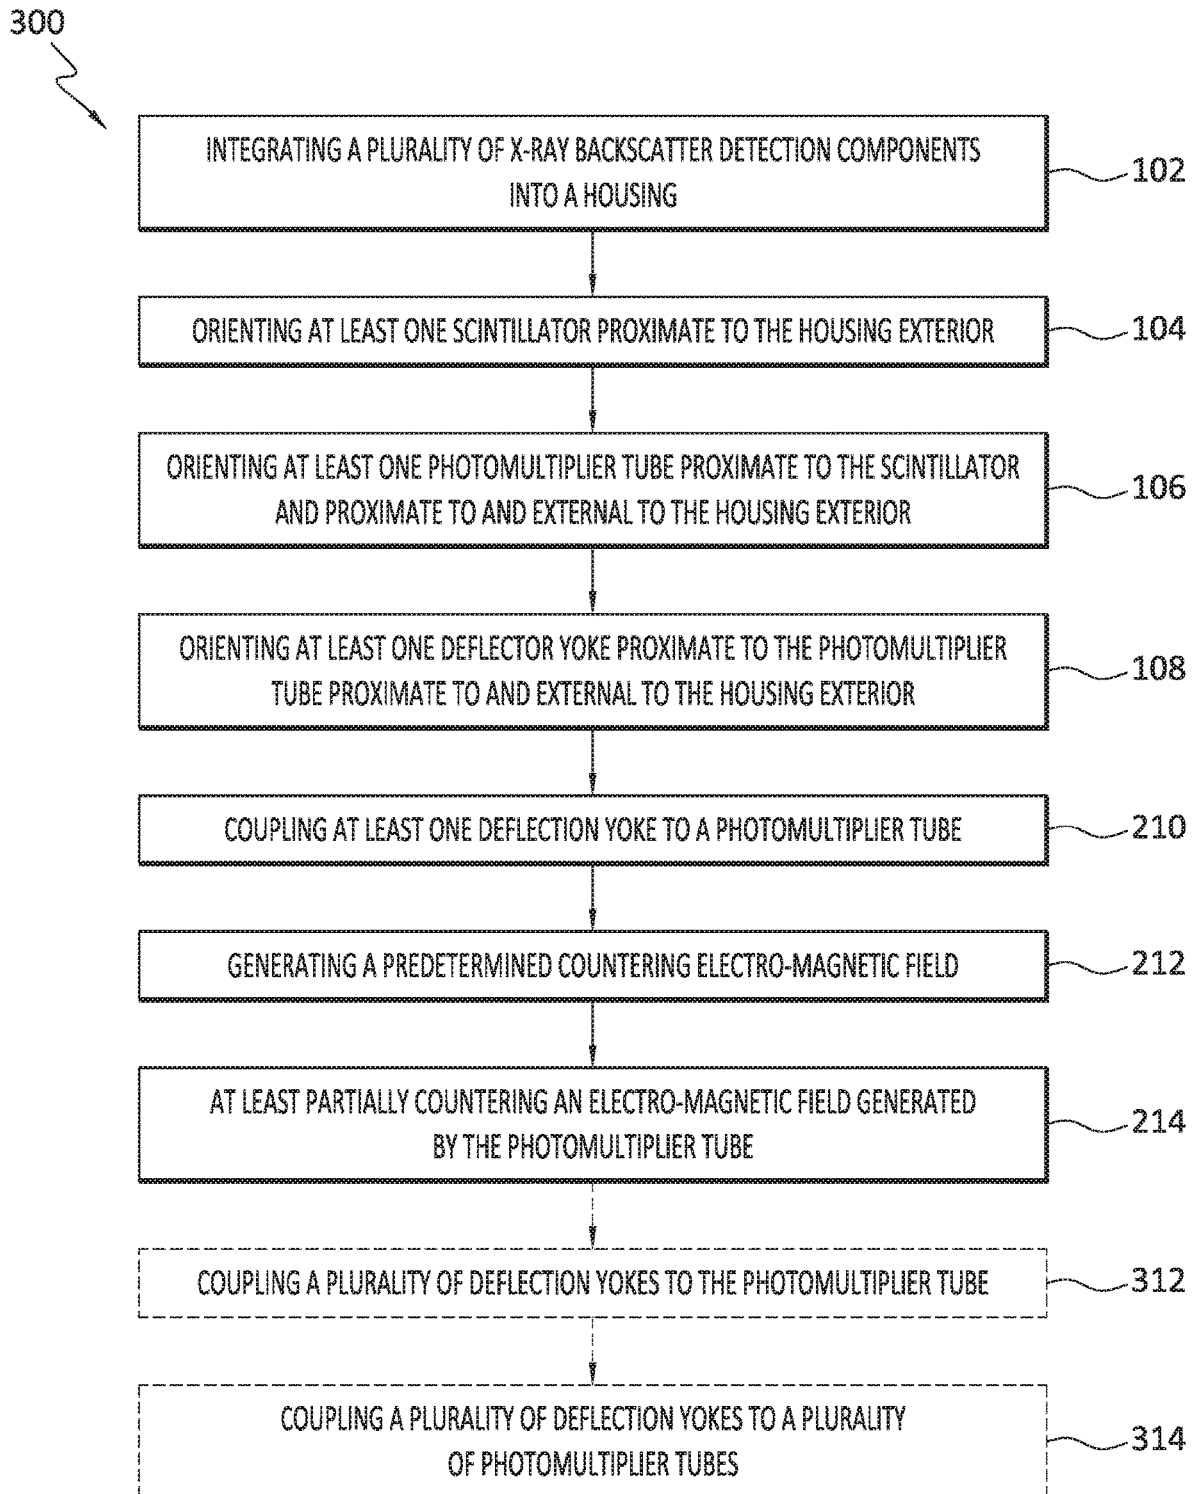 300
INTEGRATING A PLURALITY OF X-RAY BACKSCATTER DETECTION COMPONENTS
INTO A HOUSING
102
ORIENTING AT LEAST ONE SCINTILLATOR PROXIMATE TO THE HOUSING EXTERIOR
104
ORIENTING AT LEAST ONE PHOTOMULTIPLIER TUBE PROXIMATE TO THE SCINTILLATOR
AND PROXIMATE TO AND EXTERNAL TO THE HOUSING EXTERIOR
106
ORIENTING AT LEAST ONE DEFLECTOR YOKE PROXIMATE TO THE PHOTOMULTIPLIER
TUBE PROXIMATE TO AND EXTERNAL TO THE HOUSING EXTERIOR
108
COUPLING AT LEAST ONE DEFLECTION YOKE TO A PHOTOMULTIPLIER TUBE
210
GENERATING A PREDETERMINED COUNTERING ELECTRO-MAGNETIC FIELD
212
AT LEAST PARTIALLY COUNTERING AN ELECTRO-MAGNETIC FIELD GENERATED
BY THE PHOTOMULTIPLIER TUBE
214
COUPLING A PLURALITY OF DEFLECTION YOKES TO THE PHOTOMULTIPLIER TUBE
312
COUPLING A PLURALITY OF DEFLECTION YOKES TO A PLURALITY
OF PHOTOMULTIPLIER TUBES
314